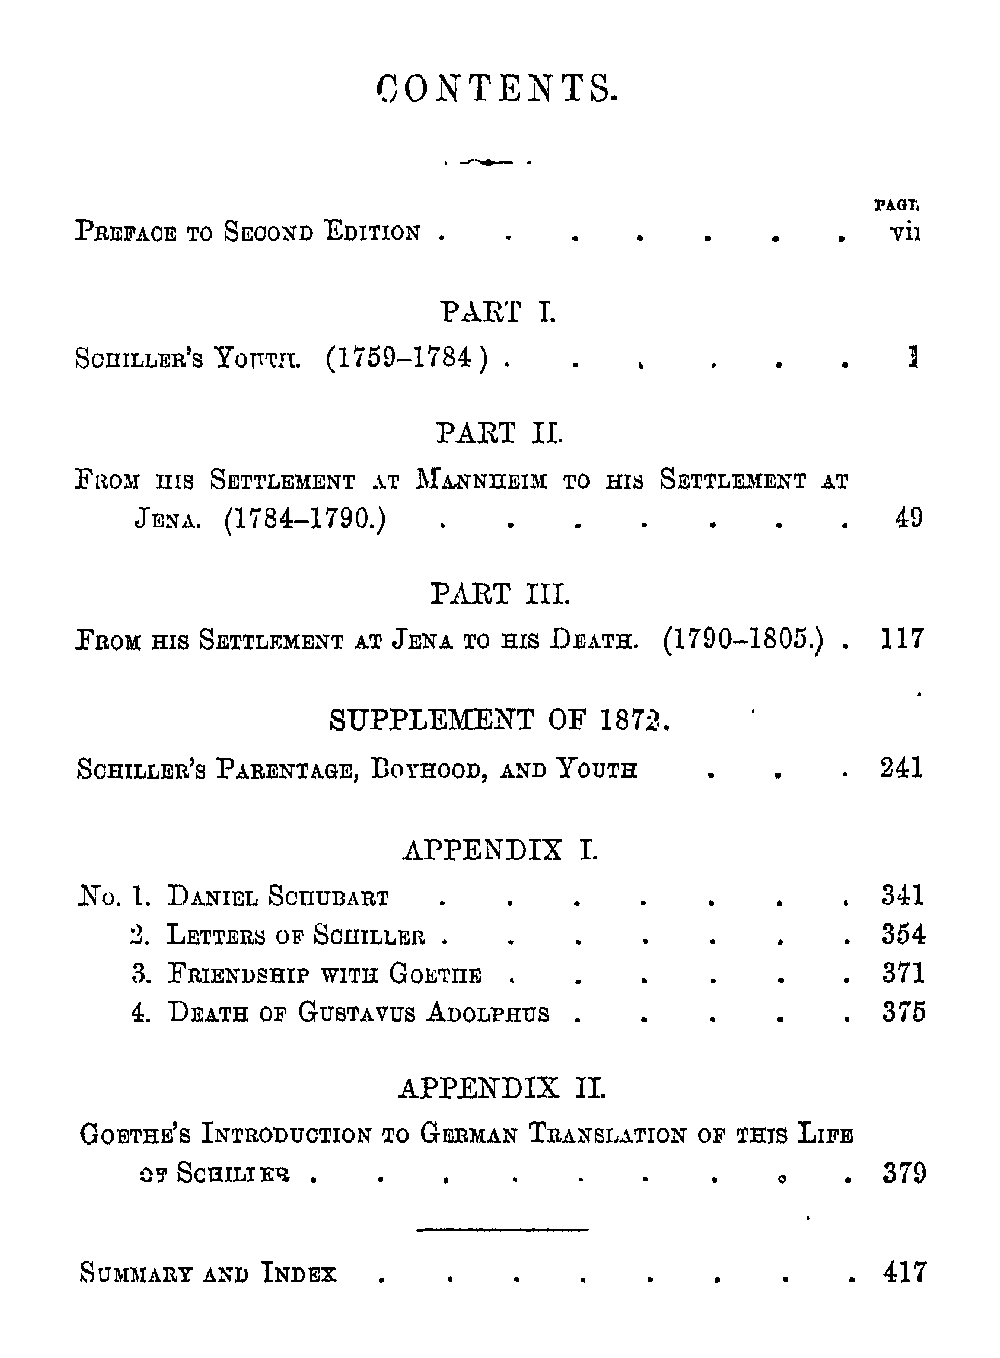 CONTENTS.
PAGE
PREFACE TO SECOND EDITION . . . . . . . vii
PART I.
SCHILLER'S YOUTH. (1759–1784) . . . . . . 1
PART II.
FROM HIS SETTLEMENT AT MANNHEIM TO HIS SETTLEMENT AT
JENA. (1784–1790.) . . . . . . . 49
PART III.
FROM HIS SETTLEMENT AT JENA TO HIS DEATH. (1790–1805.) . 117
SUPPLEMENT OF 1872.
SCHILLER'S PARENTAGE, BOYHOOD, AND YOUTH . . . 241
APPENDIX I.
NO. 1. DANIEL SCHUBART . . . . . . . 341
2. LETTERS OF SCHILLER . . . . . . . 354
3. FRIENDSHIP WITH GOETHE . . . . . . 371
4. DEATH OF GUSTAVUS ADOLPHUS . . . . . 375
APPENDIX II.
GOETHE'S INTRODUCTION TO GERMAN TRANSLATION OF THIS LIFE
OF SCHILLER . . . . . . . . . 379
SUMMARY AND INDEX . . . . . . . . 417